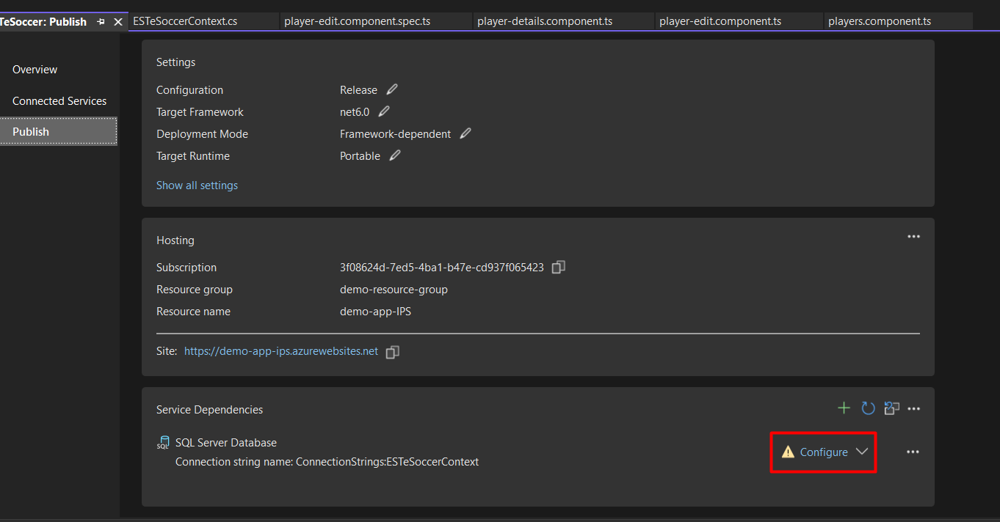 TeSoccer: Publish
ESTeSoccerContext.cs
player-edit.component.spec.ts
player-details.component.ts
player-edit.component.ts
players.component.ts
Overview
Connected Services
Publish
Settings
Configuration Release
Target Framework net6.0
Deployment Mode Framework-dependent
Target Runtime Portable
Show all settings
Hosting
Subscription 3f08624d-7ed5-4ba1-b47e-cd937f065423
Resource group demo-resource-group
Resource name demo-app-IPS
Site: https://demo-app-ips.azurewebsites.net
Service Dependencies
SQL SQL Server Database
Connection string name: ConnectionStrings:ESTeSoccerContext
Configure